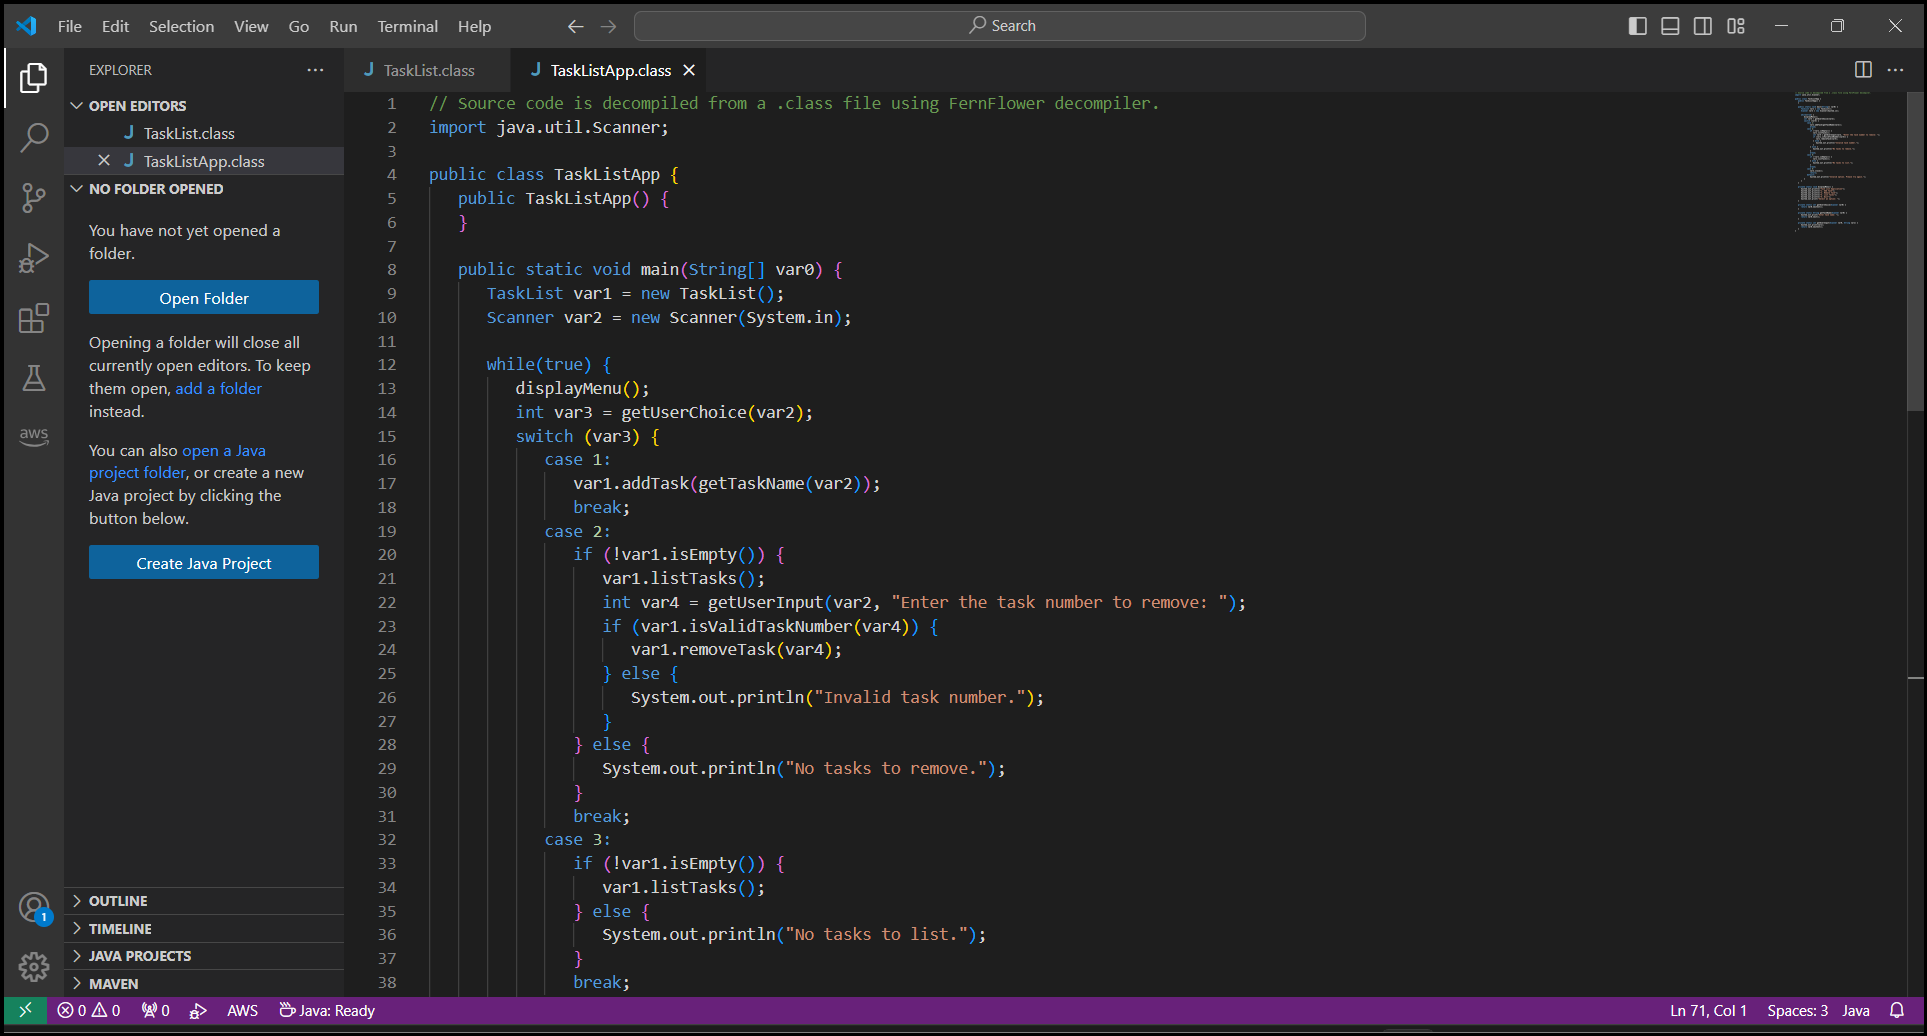 File Edit Selection View Go Run Terminal Help
Search
EXPLORER
TaskList.class
TaskListApp.class
OPEN EDITORS
TaskList.class
TaskListApp.class
NO FOLDER OPENED
You have not yet opened a
folder.
Open Folder
Opening a folder will close all
currently open editors. To keep
them open, add a folder
instead.
You can also open a Java
project folder, or create a new
Java project by clicking the
button below.
Create Java Project
aws
1
OUTLINE
TIMELINE
JAVA PROJECTS
MAVEN
1 // Source code is decompiled from a .class file using FernFlower decompiler.
2 import java.util.Scanner;
3
4 public class TaskListApp {
5 public TaskListApp() {
6 }
7
8 public static void main(String[] var0) {
9 TaskList var1 = new TaskList();
10 Scanner var2 = new Scanner(System.in);
11
12 while(true) {
13 displayMenu();
14 int var3 = getUserChoice(var2);
15 switch (var3) {
16 case 1:
17 var1.addTask(getTaskName(var2));
18 break;
19 case 2:
20 if (!var1.isEmpty()) {
21 var1.listTasks();
22 int var4 = getUserInput(var2, "Enter the task number to remove: ");
23 if (var1.isValidTaskNumber(var4)) {
24 var1.removeTask(var4);
25 } else {
26 System.out.println("Invalid task number.");
27 }
28 } else {
29 System.out.println("No tasks to remove.");
30 }
31 break;
32 case 3:
33 if (!var1.isEmpty()) {
34 var1.listTasks();
35 } else {
36 System.out.println("No tasks to list.");
37 }
38 break;
0 0 0 AWS Java: Ready Ln 71, Col 1 Spaces: 3 Java